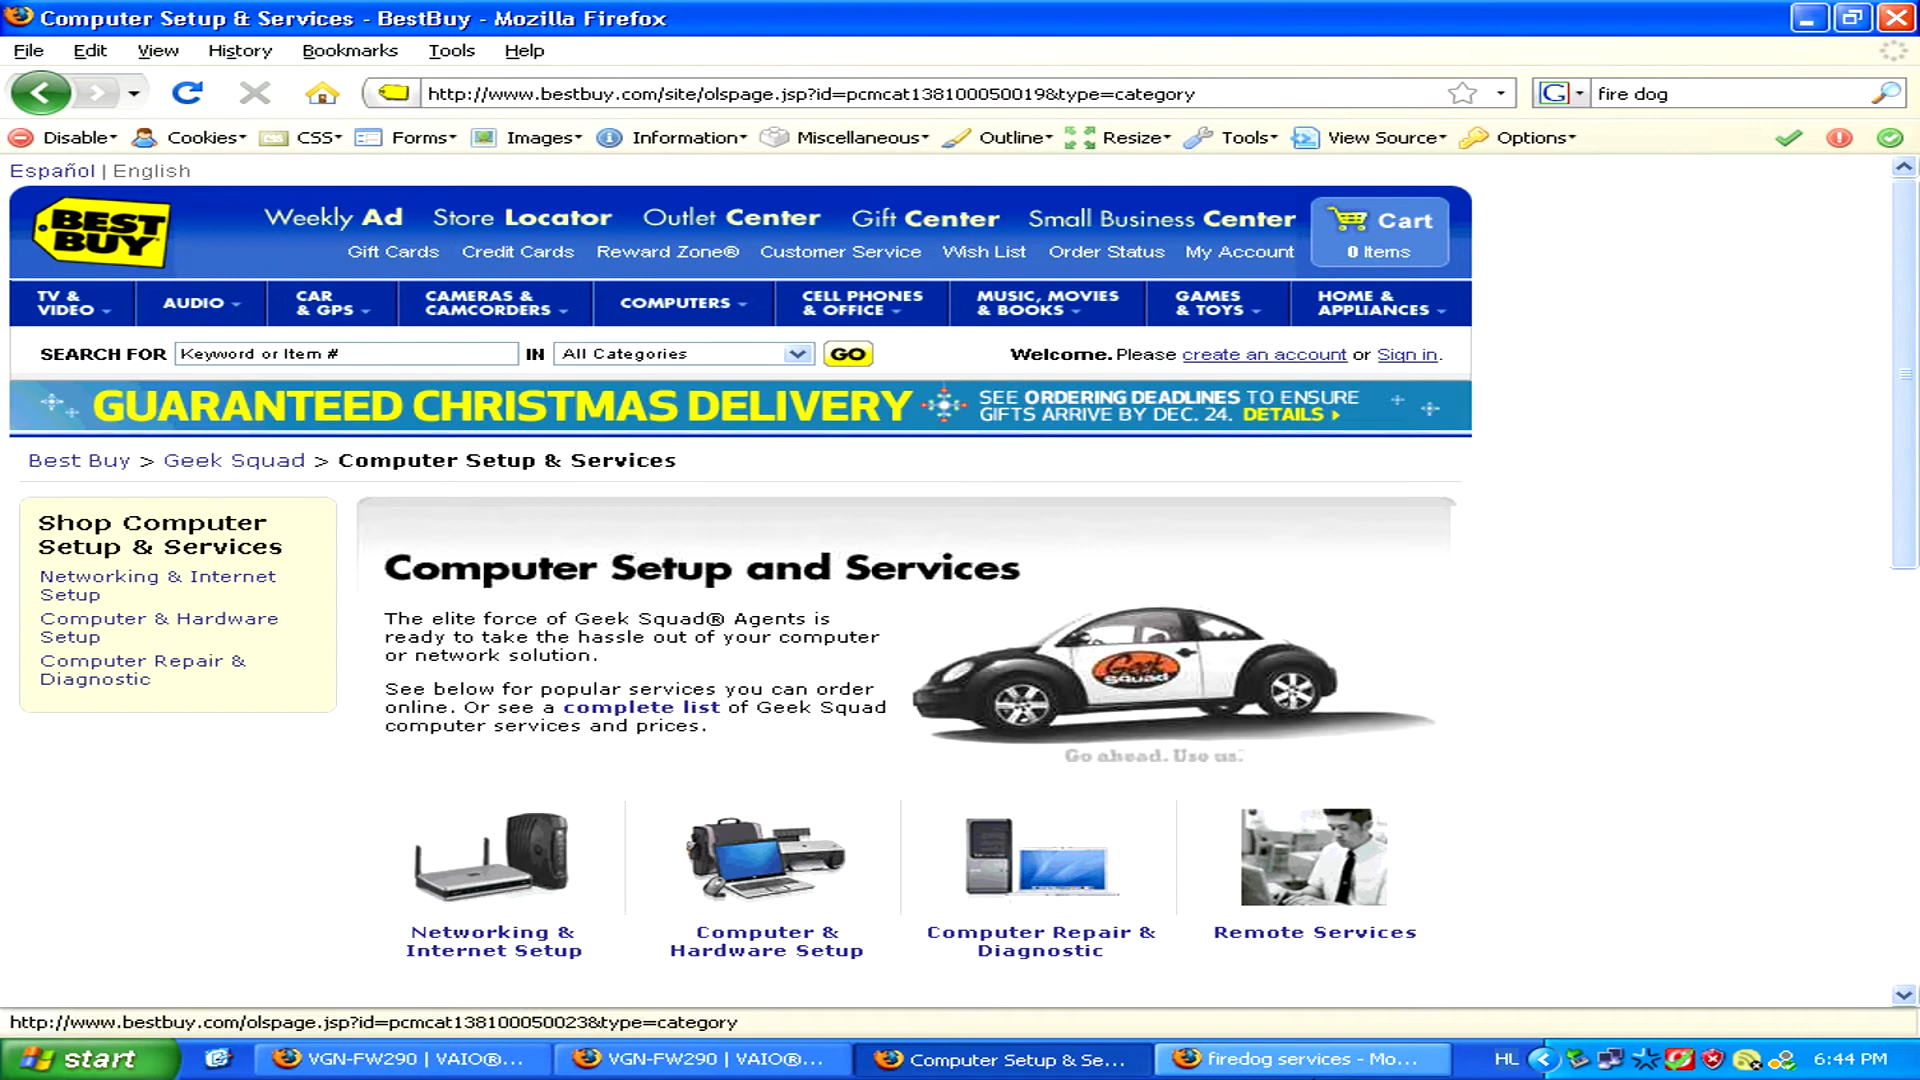 Computer Setup & Services - BestBuy - Mozilla Firefox
File Edit View History Bookmarks Tools Help
http://www.bestbuy.com/site/olspage.jsp?id=pcmcat138100050019&type=category
G
fire dog
Disable Cookies CSS Forms Images Information Miscellaneous Outline Resize Tools View Source Options
Español | English
BEST BUY
Weekly Ad Store Locator Outlet Center Gift Center Small Business Center
Cart
Gift Cards Credit Cards Reward Zone® Customer Service Wish List Order Status My Account
0 Items
TV & VIDEO
AUDIO
CAR & GPS
CAMERAS & CAMCORDERS
COMPUTERS
CELL PHONES & OFFICE
MUSIC, MOVIES & BOOKS
GAMES & TOYS
HOME & APPLIANCES
SEARCH FOR Keyword or Item # IN All Categories GO
Welcome. Please create an account or Sign in.
GUARANTEED CHRISTMAS DELIVERY
SEE ORDERING DEADLINES TO ENSURE
GIFTS ARRIVE BY DEC. 24. DETAILS
Best Buy > Geek Squad > Computer Setup & Services
Shop Computer
Setup & Services
Networking & Internet
Setup
Computer & Hardware
Setup
Computer Repair &
Diagnostic
Computer Setup and Services
The elite force of Geek Squad® Agents is
ready to take the hassle out of your computer
or network solution.
See below for popular services you can order
online. Or see a complete list of Geek Squad
computer services and prices.
Geek Squad
Go ahead. Use us.
Networking &
Internet Setup
Computer &
Hardware Setup
Computer Repair &
Diagnostic
Remote Services
http://www.bestbuy.com/olspage.jsp?id=pcmcat138100050023&type=category
start
VGN-FW290 | VAIO®...
VGN-FW290 | VAIO®...
Computer Setup & Se...
firedog services - Mo...
HL
6:44 PM